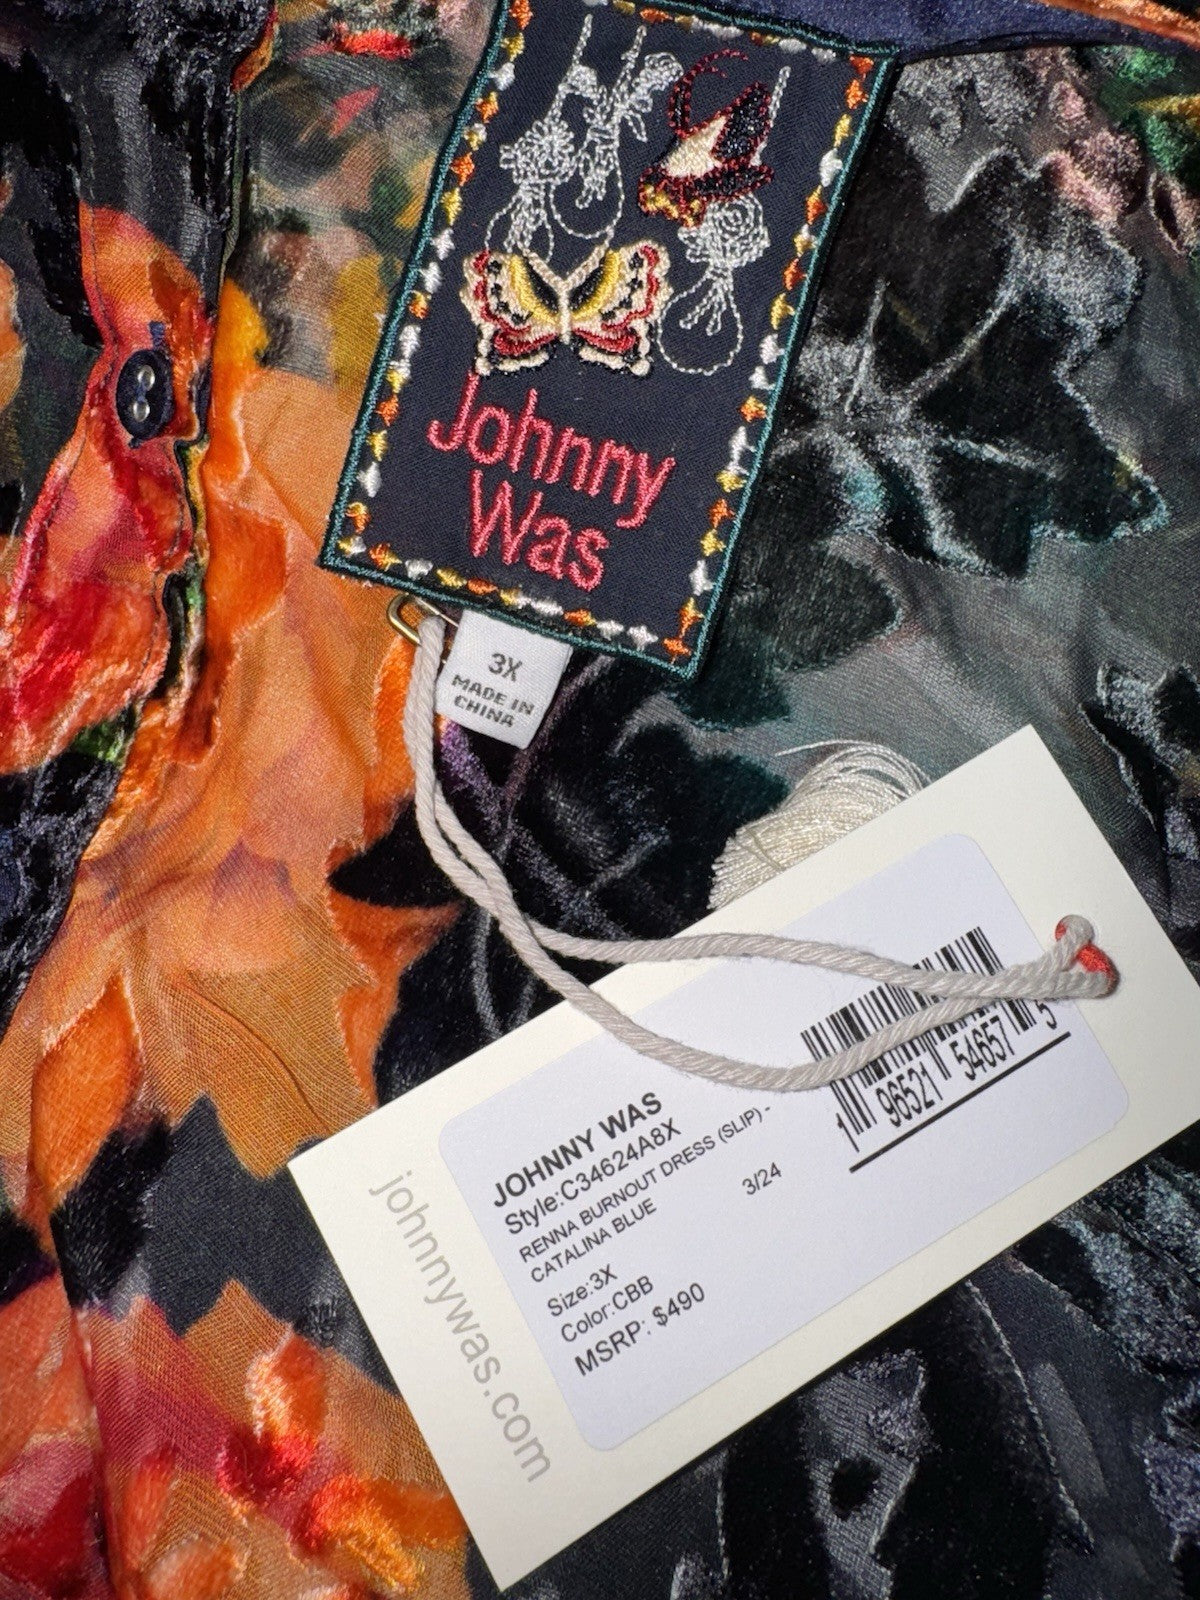 Johnny
Was
3X
MADE IN
CHINA
JOHNNY WAS
Style:C34624A8X
RENNA BURNOUT DRESS (SLIP) -
CATALINA BLUE
3/24
Size:3X
Color:CBB
MSRP: $490
1 96521 54657 5
johnnywas.com